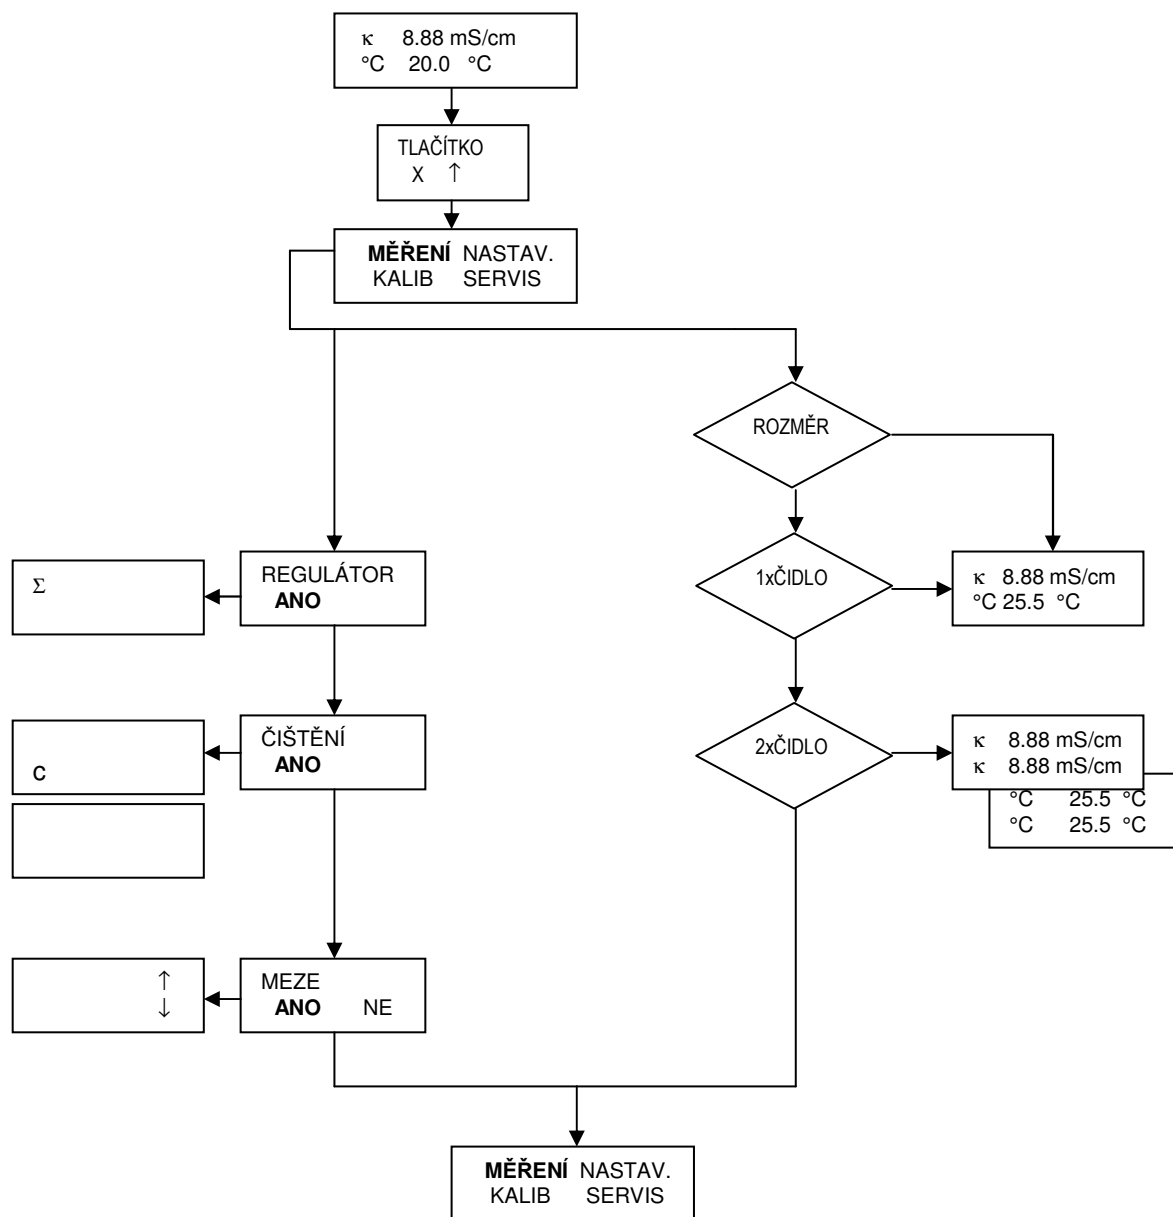 κ 8.88 mS/cm
°C 20.0 °C
TLAČÍTKO
X ↑
MĚŘENÍ NASTAV.
KALIB SERVIS
ROZMĚR
1xČIDLO
κ 8.88 mS/cm
°C 25.5 °C
Σ
REGULÁTOR
ANO
2xČIDLO
κ 8.88 mS/cm
κ 8.88 mS/cm
°C 25.5 °C
°C 25.5 °C
c
ČIŠTĚNÍ
ANO
↑
↓
MEZE
ANO NE
MĚŘENÍ NASTAV.
KALIB SERVIS